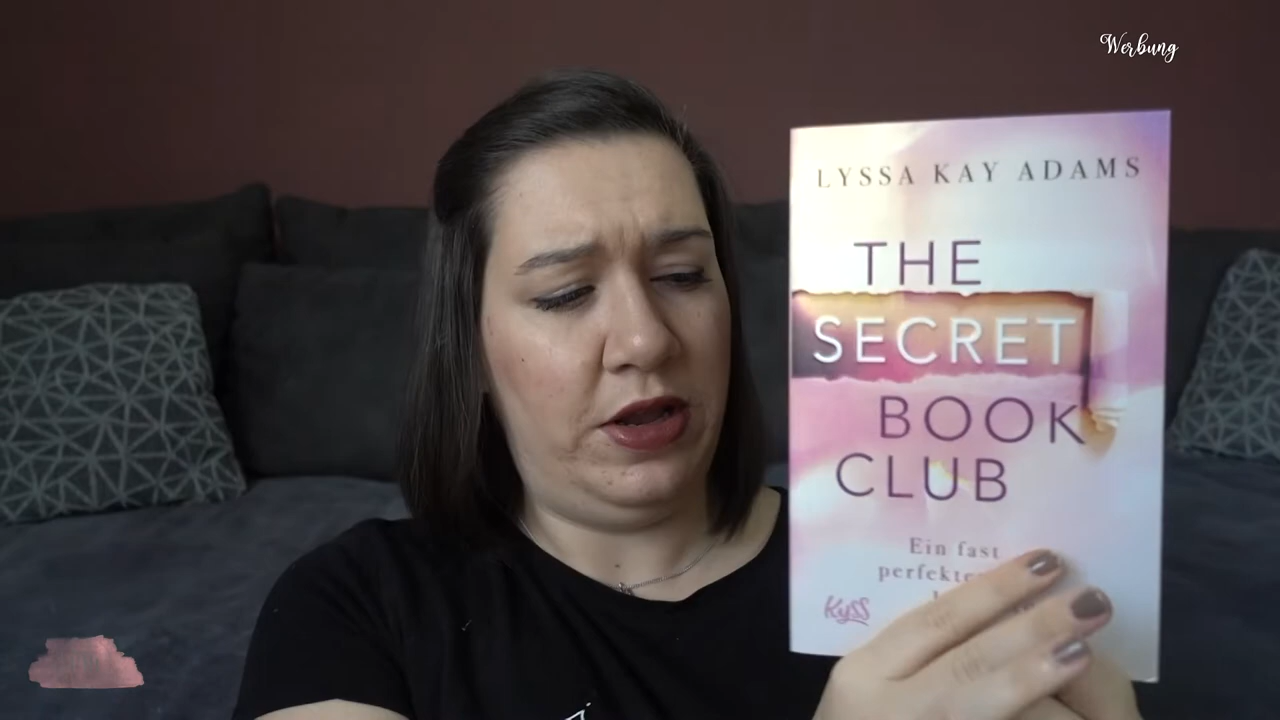 Werbung
LYSSA KAY ADAMS
THE
SECRET
BOOK
CLUB
Ein fast
Kyss